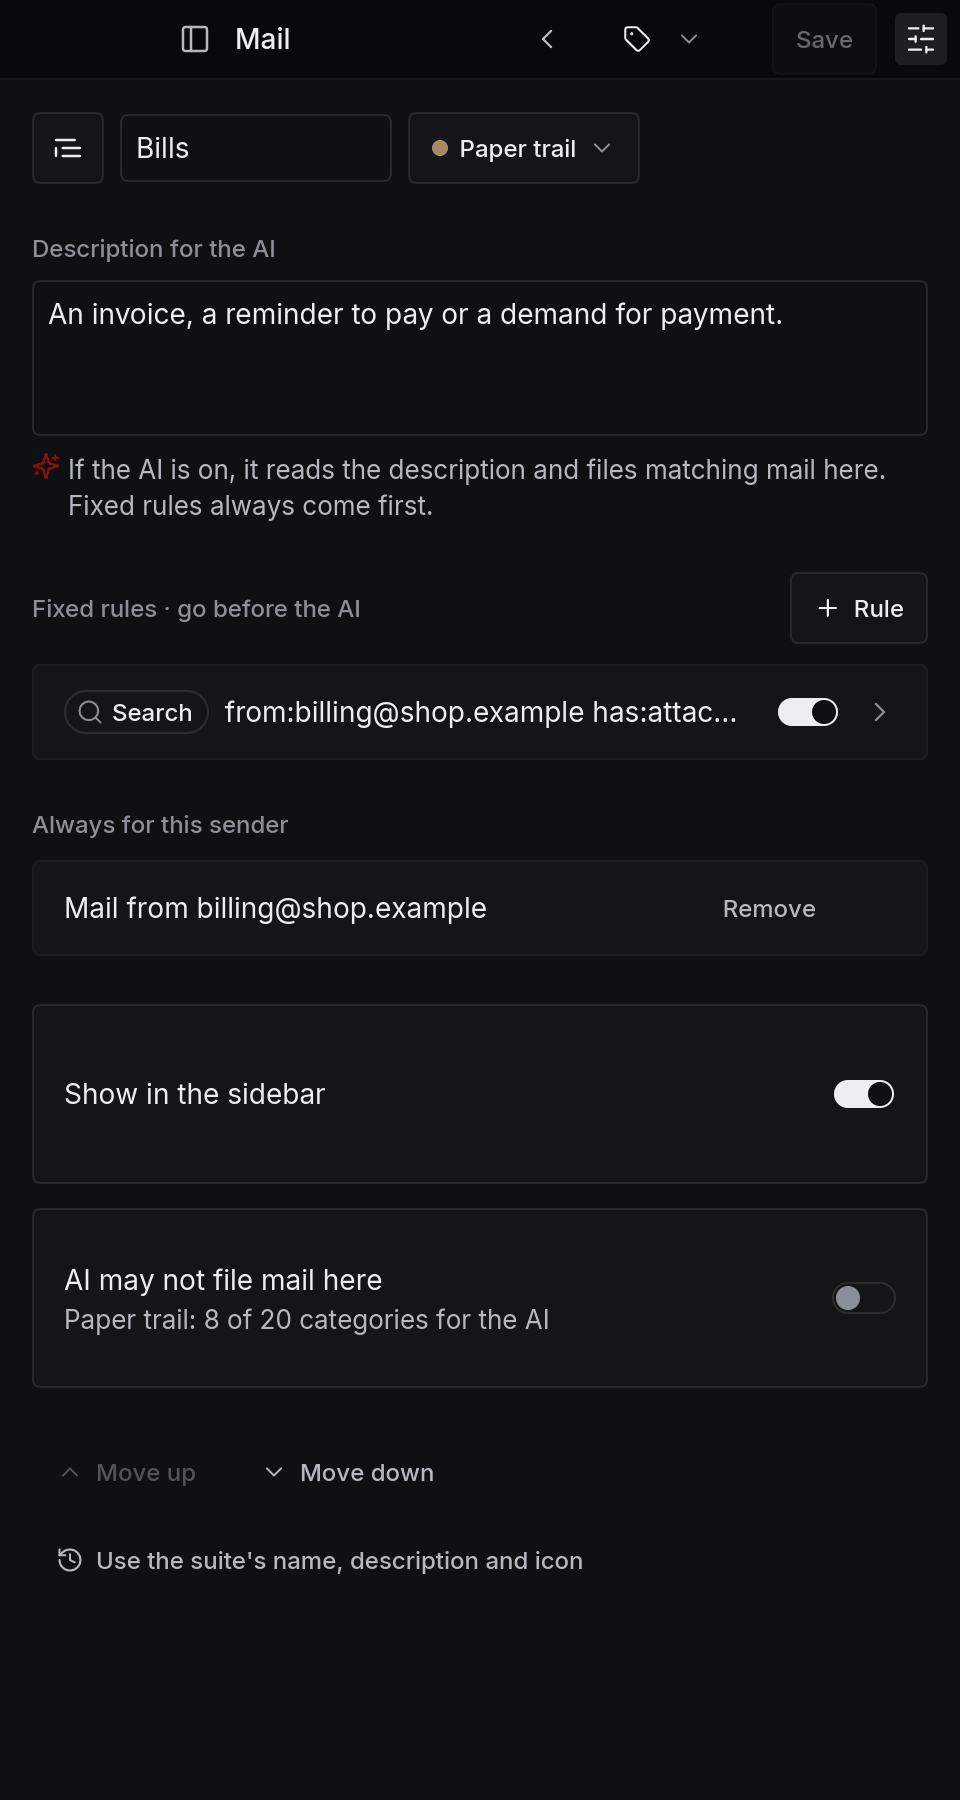 Mail
Save
Bills
Paper trail
Description for the AI
An invoice, a reminder to pay or a demand for payment.
If the AI is on, it reads the description and files matching mail here.
Fixed rules always come first.
Fixed rules · go before the AI
Rule
Search
from:billing@shop.example has:attac...
Always for this sender
Mail from billing@shop.example
Remove
Show in the sidebar
AI may not file mail here
Paper trail: 8 of 20 categories for the AI
Move up
Move down
Use the suite's name, description and icon